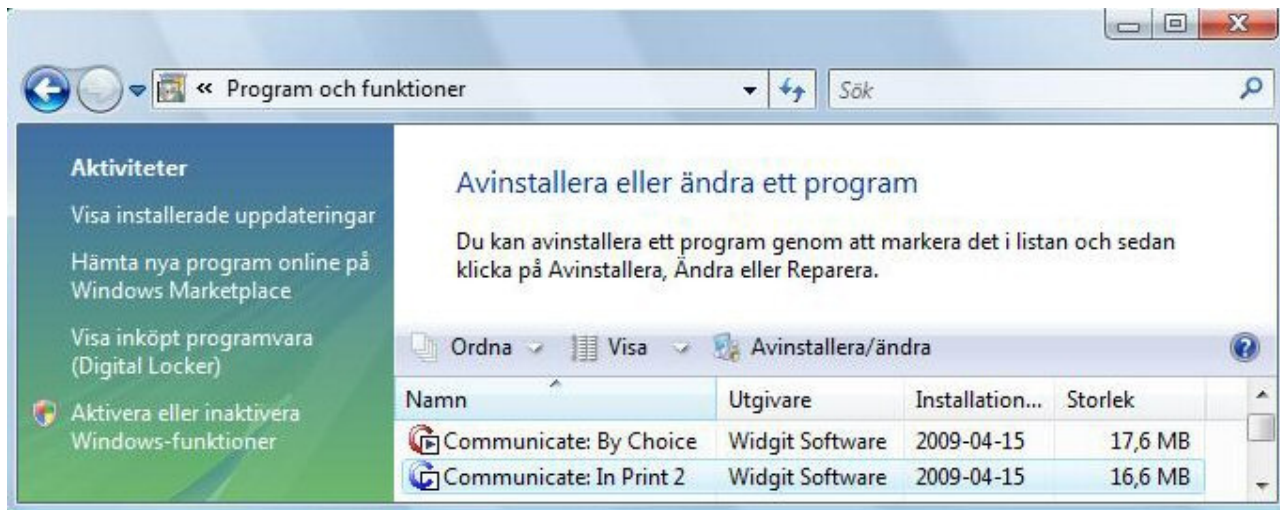 « Program och funktioner
Sök
Aktiviteter
Visa installerade uppdateringar
Hämta nya program online på
Windows Marketplace
Visa inköpt programvara
(Digital Locker)
Aktivera eller inaktivera
Windows-funktioner
Avinstallera eller ändra ett program
Du kan avinstallera ett program genom att markera det i listan och sedan
klicka på Avinstallera, Ändra eller Reparera.
Ordna Visa Avinstallera/ändra
Namn Utgivare Installation... Storlek
Communicate: By Choice Widgit Software 2009-04-15 17,6 MB
Communicate: In Print 2 Widgit Software 2009-04-15 16,6 MB